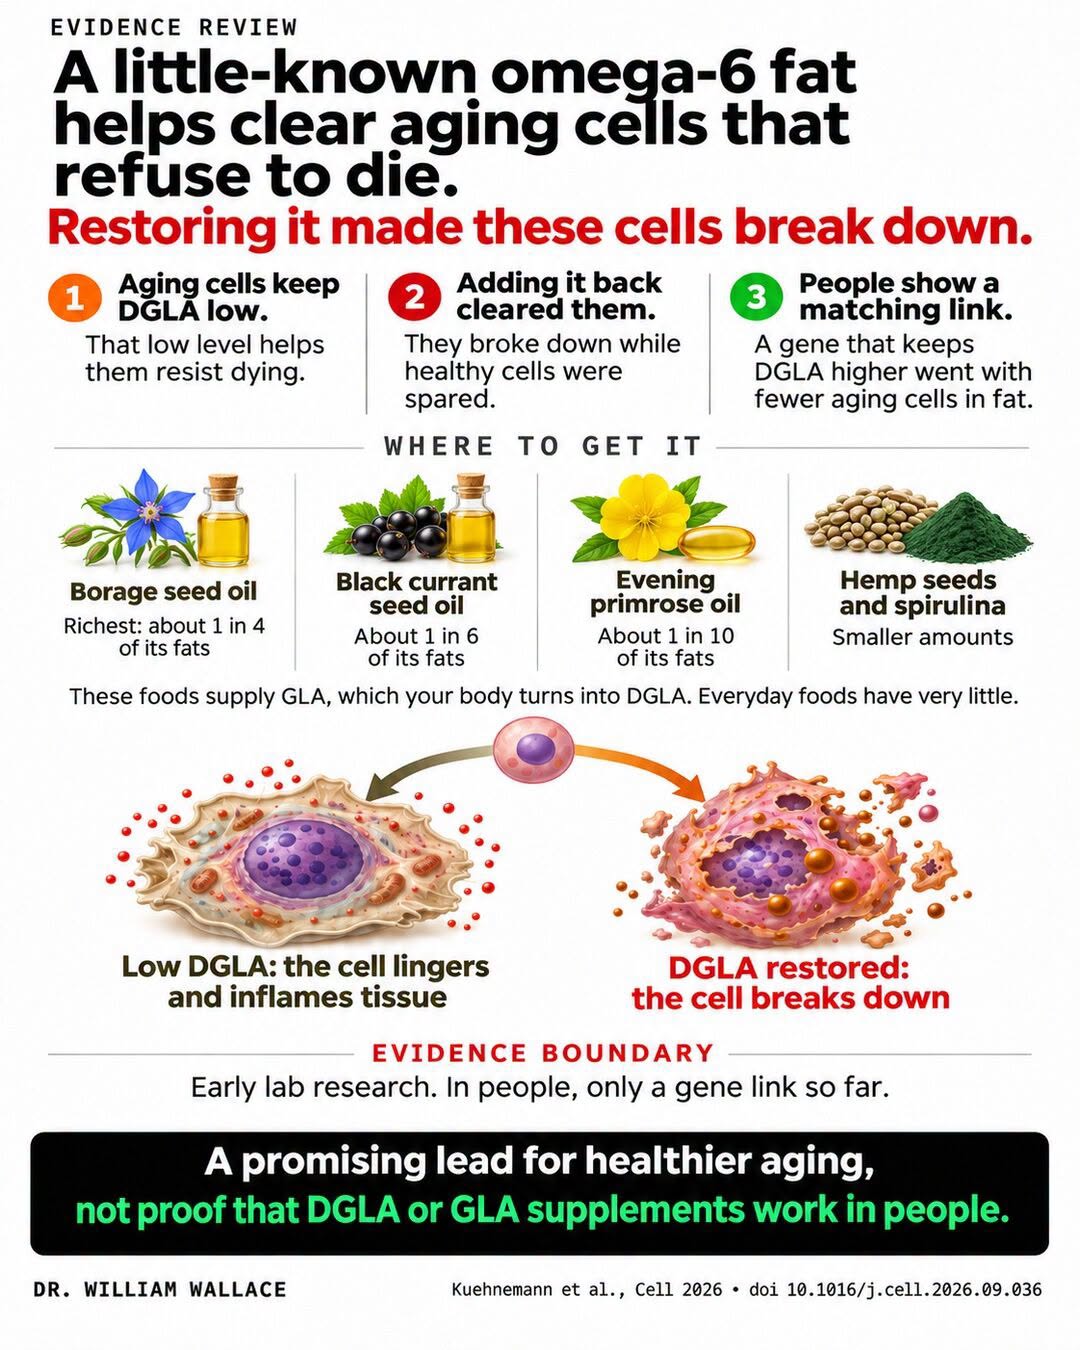 EVIDENCE REVIEW
A little-known omega-6 fat
helps clear aging cells that
refuse to die.
Restoring it made these cells break down.
1
Aging cells keep
DGLA low.
That low level helps
them resist dying.
2
Adding it back
cleared them.
They broke down while
healthy cells were
spared.
3
People show a
matching link.
A gene that keeps
DGLA higher went with
fewer aging cells in fat.
WHERE TO GET IT
Borage seed oil
Richest: about 1 in 4
of its fats
Black currant
seed oil
About 1 in 6
of its fats
Evening
primrose oil
About 1 in 10
of its fats
Hemp seeds
and spirulina
Smaller amounts
These foods supply GLA, which your body turns into DGLA. Everyday foods have very little.
Low DGLA: the cell lingers
and inflames tissue
DGLA restored:
the cell breaks down
EVIDENCE BOUNDARY
Early lab research. In people, only a gene link so far.
A promising lead for healthier aging,
not proof that DGLA or GLA supplements work in people.
DR. WILLIAM WALLACE
Kuehnemann et al., Cell 2026 • doi 10.1016/j.cell.2026.09.036